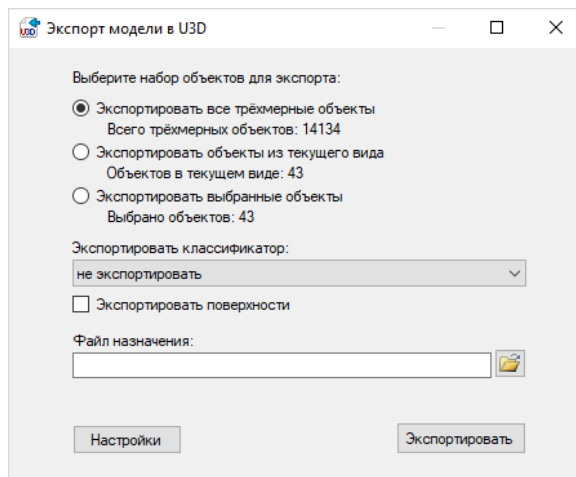 U3D Экспорт модели в U3D
Выберите набор объектов для экспорта:
Экспортировать все трёхмерные объекты
Всего трёхмерных объектов: 14134
Экспортировать объекты из текущего вида
Объектов в текущем виде: 43
Экспортировать выбранные объекты
Выбрано объектов: 43
Экспортировать классификатор:
не экспортировать
Экспортировать поверхности
Файл назначения:
Настройки
Экспортировать